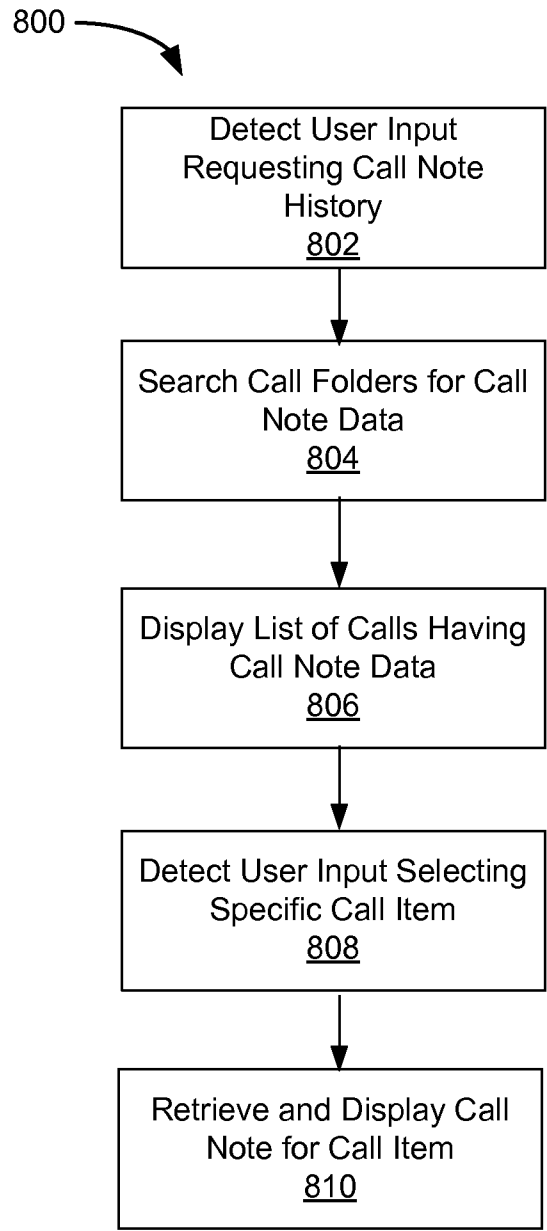 800
Detect User Input
Requesting Call Note
History
802
Search Call Folders for Call
Note Data
804
Display List of Calls Having
Call Note Data
806
Detect User Input Selecting
Specific Call Item
808
Retrieve and Display Call
Note for Call Item
810